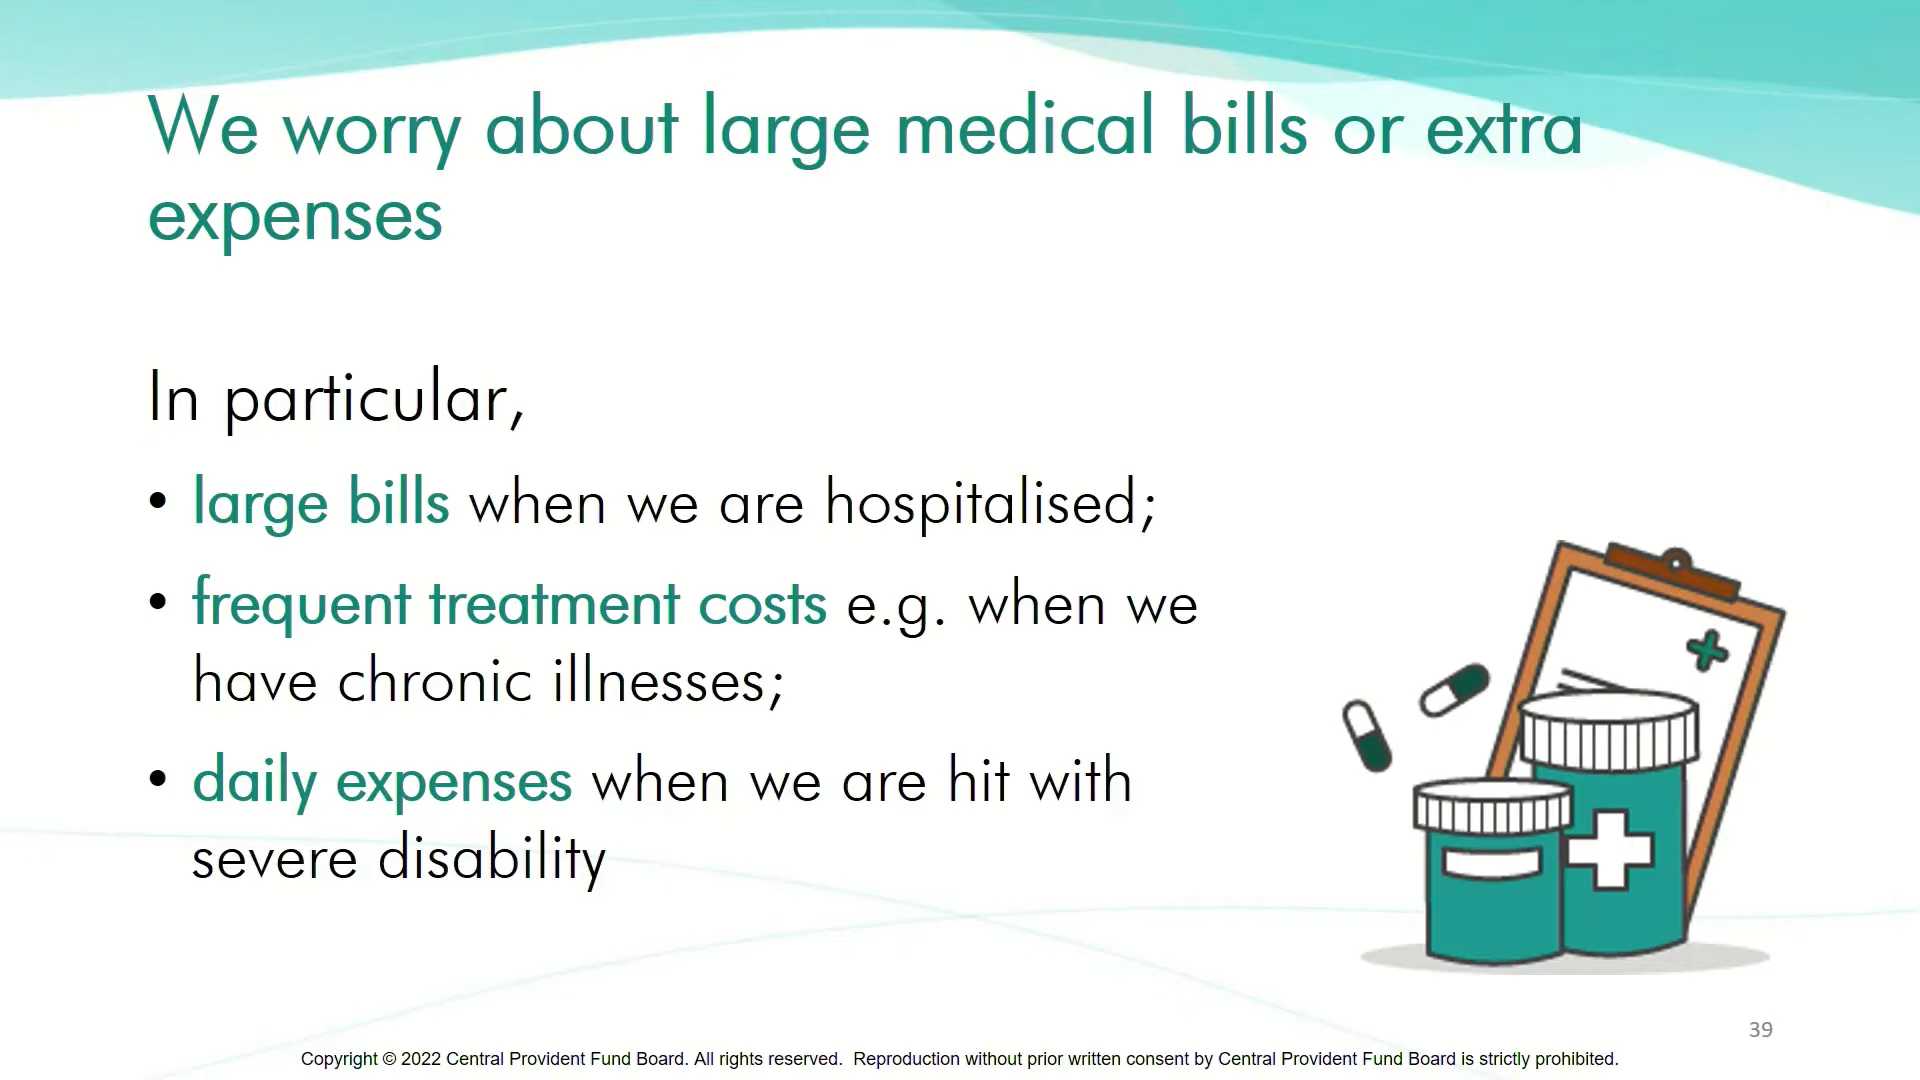 We worry about large medical bills or extra
expenses
In particular,
• large bills when we are hospitalised;
• frequent treatment costs e.g. when we
have chronic illnesses;
• daily expenses when we are hit with
severe disability
39
Copyright © 2022 Central Provident Fund Board. All rights reserved.  Reproduction without prior written consent by Central Provident Fund Board is strictly prohibited.